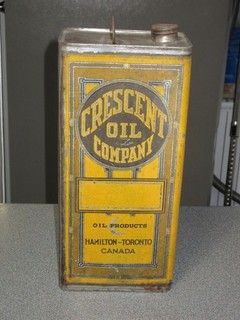 CRESCENT
OIL
COMPANY
OIL PRODUCTS
HAMILTON-TORONTO
CANADA